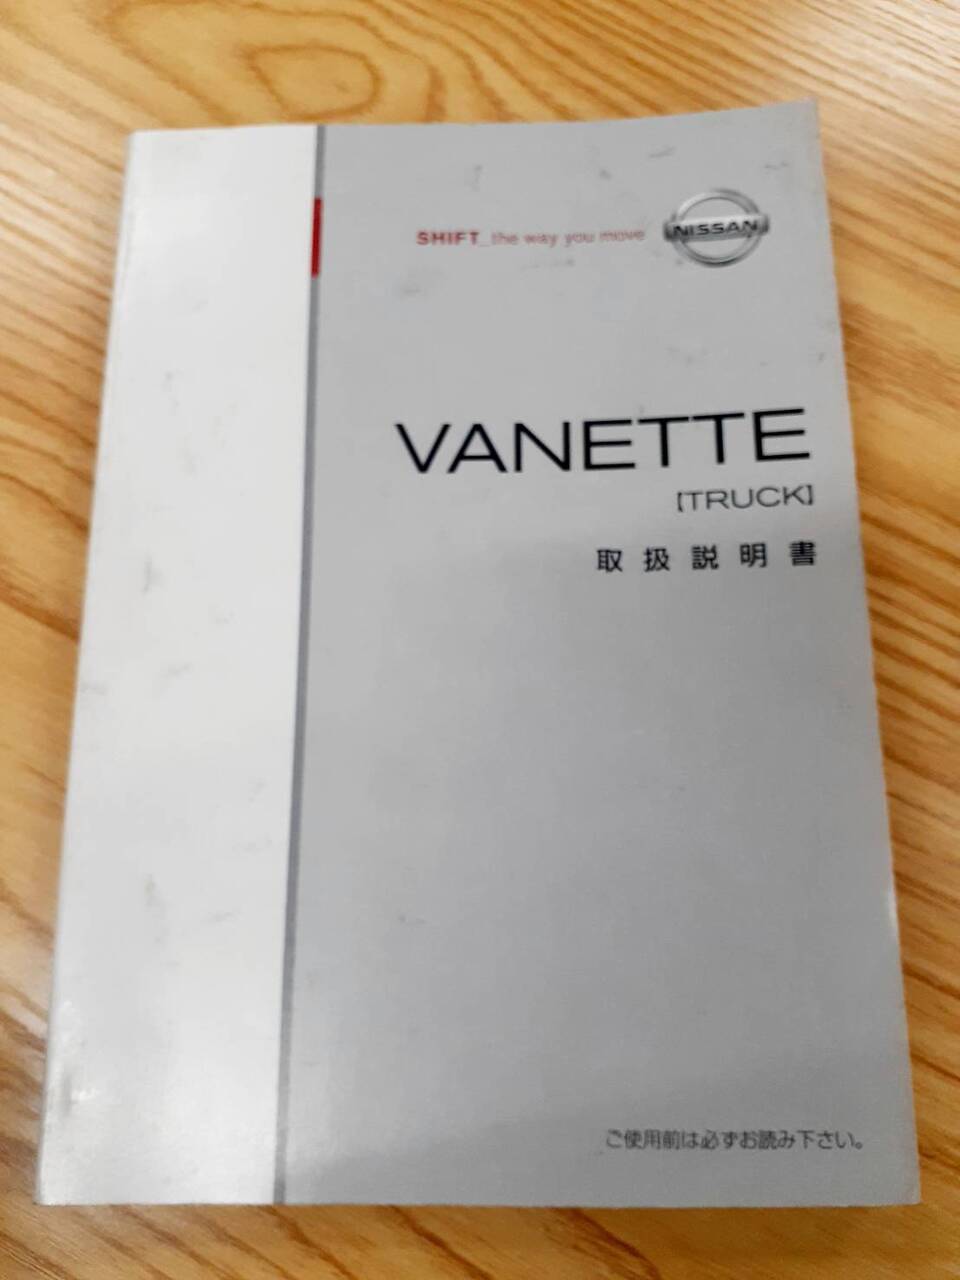 SHIFT_the way you move
NISSAN
VANETTE
【TRUCK】
取扱説明書
ご使用前は必ずお読み下さい。